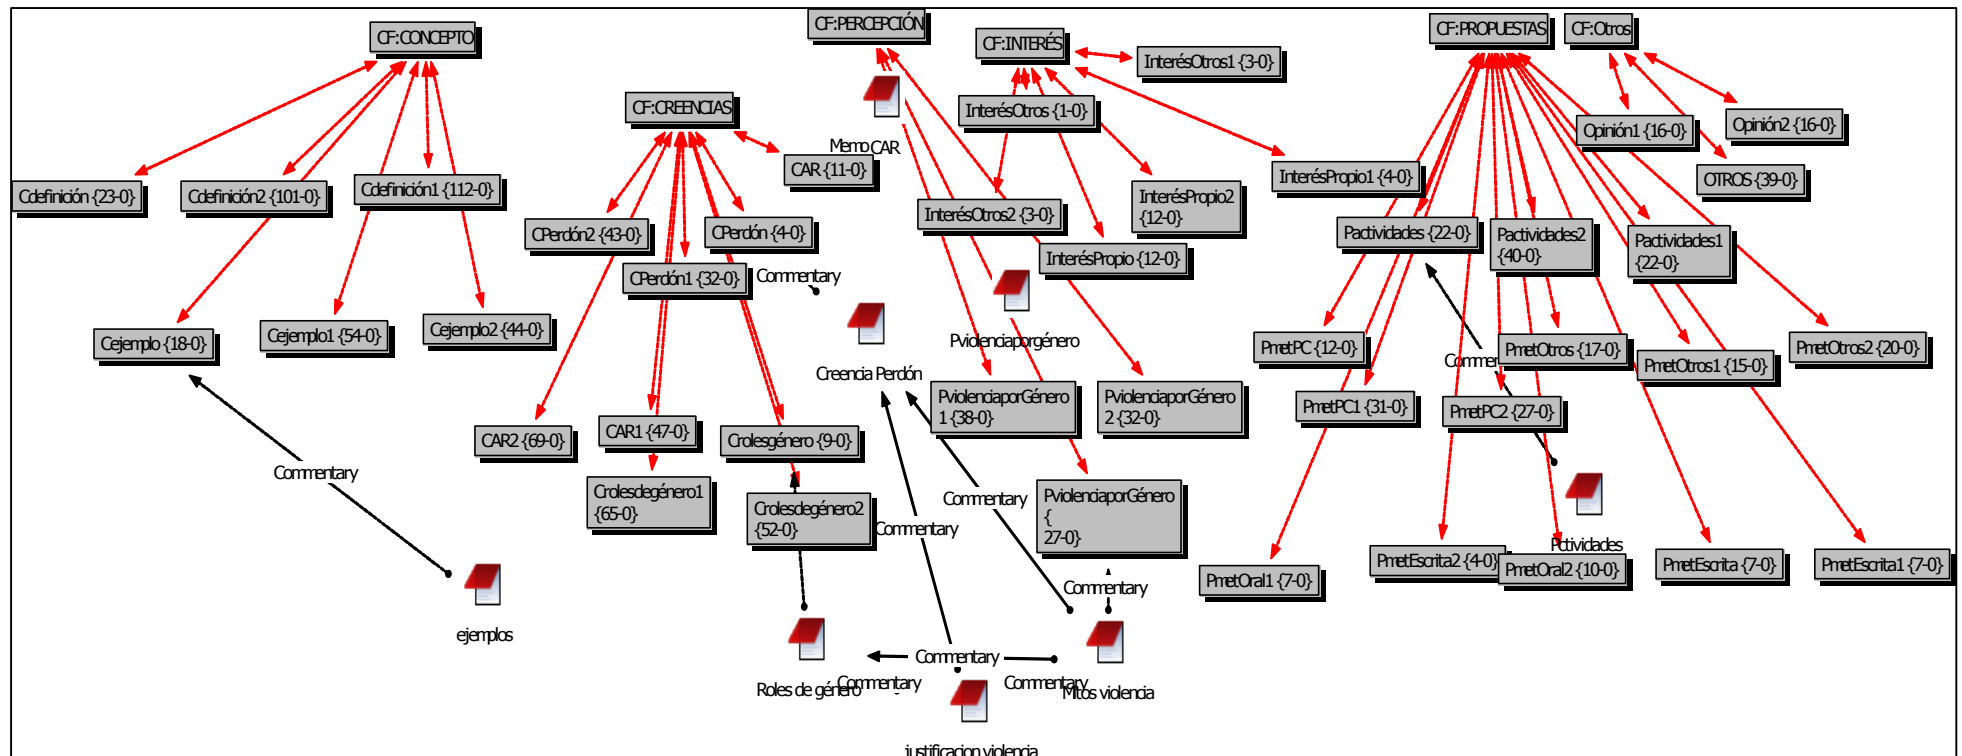 CF:CONCEPTO
CF:PERCEPCIÓN
CF:INTERÉS
CF:PROPUESTAS
CF:Otros
InterésOtros1 {3-0}
CF:CREENCIAS
InterésOtros {1-0}
Opinión1 {16-0}
Opinión2 {16-0}
MemoCAR
CAR {11-0}
Cdefinición {23-0}
Cdefinición2 {101-0}
Cdefinición1 {112-0}
InterésPropio1 {4-0}
OTROS {39-0}
InterésPropio2
{12-0}
InterésOtros2 {3-0}
CPerdón2 {43-0}
CPerdón {4-0}
Pactividades {22-0}
Pactividades2
{40-0}
Pactividades1
{22-0}
InterésPropio {12-0}
CPerdón1 {32-0}
Commentary
Cejemplo {18-0}
Cejemplo1 {54-0}
Cejemplo2 {44-0}
Pviolenciaporgénero
PmetPC {12-0}
Commen
PmetOtros {17-0}
PmetOtros1 {15-0}
PmetOtros2 {20-0}
Creencia Perdón
PviolenciaporGénero
1 {38-0}
PviolenciaporGénero
2 {32-0}
PmetPC1 {31-0}
PmetPC2 {27-0}
CAR2 {69-0}
CAR1 {47-0}
Crolesgénero {9-0}
Commentary
Crolesdegénero1
{65-0}
Crolesdegénero2
{52-0}
Commentary
Commentary
PviolenciaporGénero
{
27-0}
Pctividades
PmetOral1 {7-0}
PmetEscrita2 {4-0}
PmetOral2 {10-0}
PmetEscrita {7-0}
PmetEscrita1 {7-0}
Commentary
ejemplos
Commentary
Roles de género
Commentary
Commentary
Mitos violencia
justificacion violencia